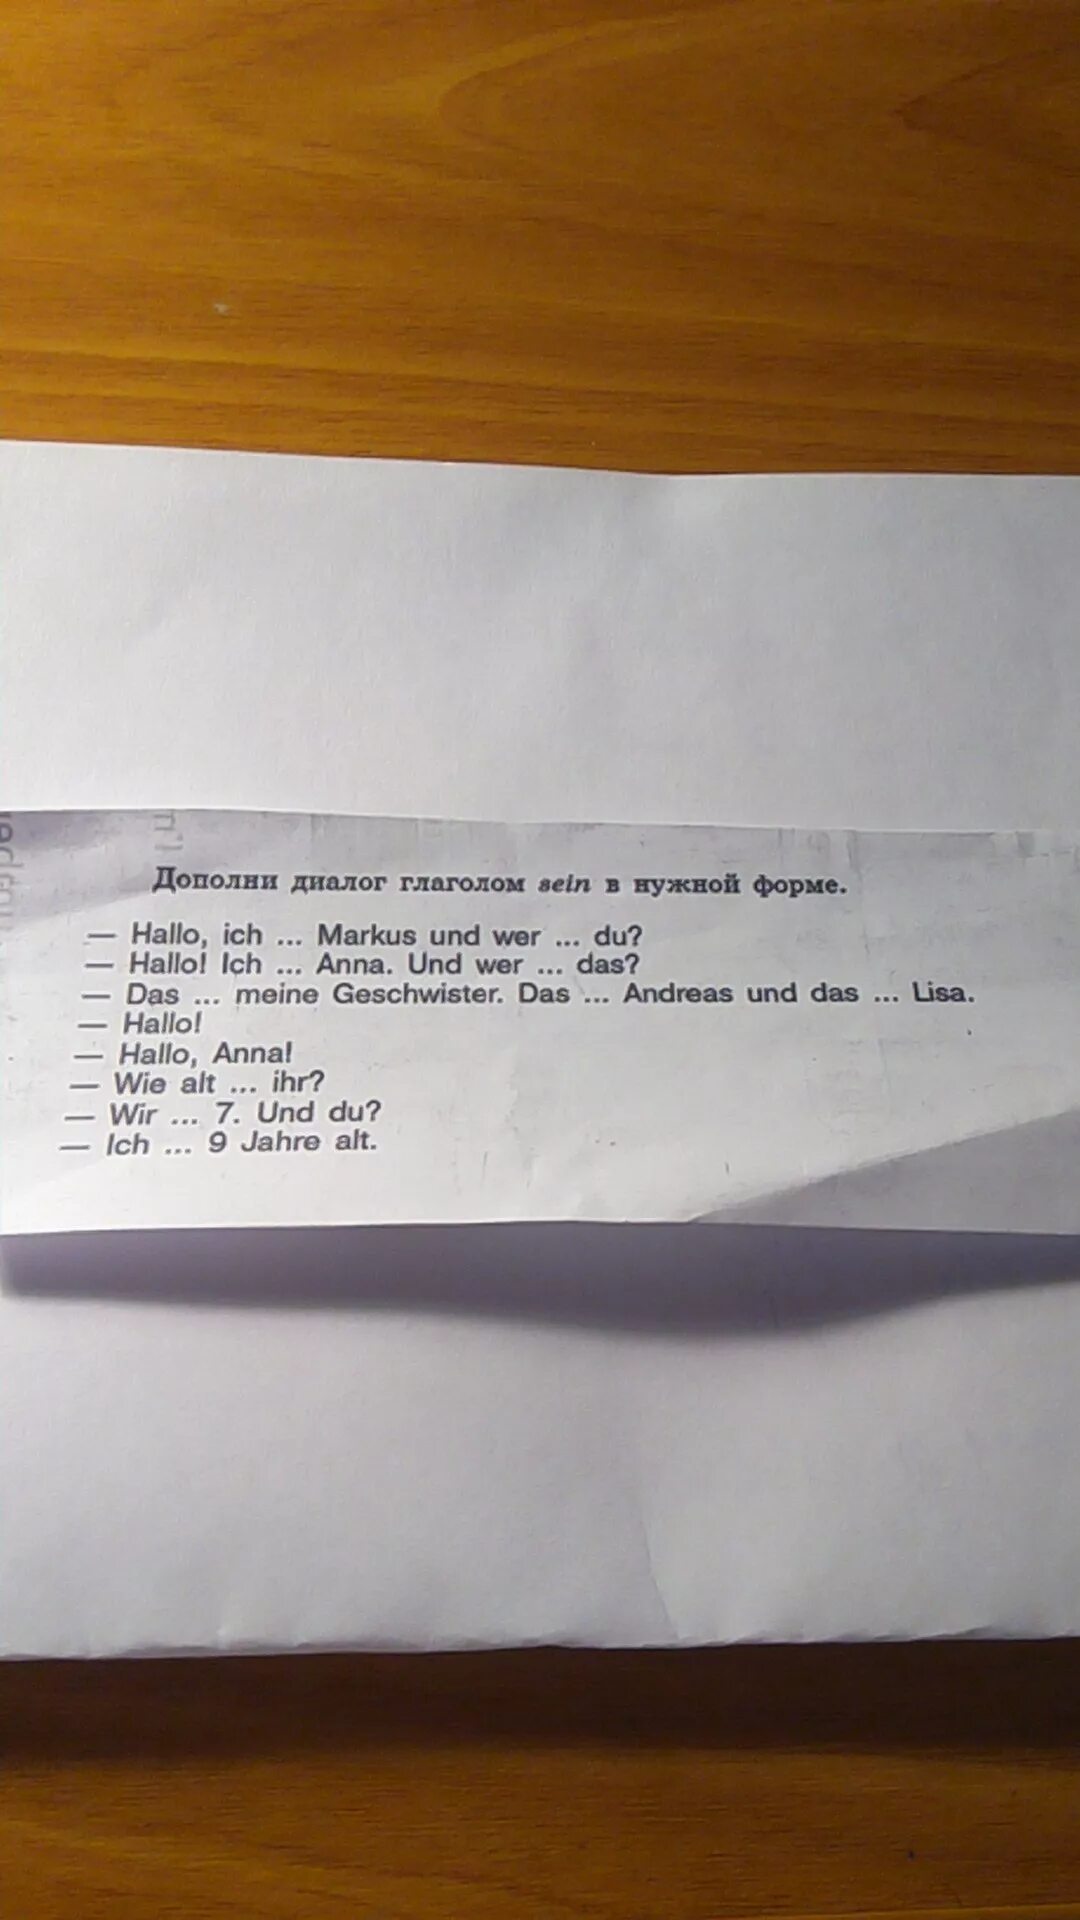 Дополни диалог глаголом sein в нужной форме.
— Hallo, ich ... Markus und wer ... du?
— Hallo! Ich ... Anna. Und wer ... das?
— Das ... meine Geschwister. Das ... Andreas und das ... Lisa.
— Hallo!
— Hallo, Anna!
— Wie alt ... ihr?
— Wir ... 7. Und du?
— Ich ... 9 Jahre alt.